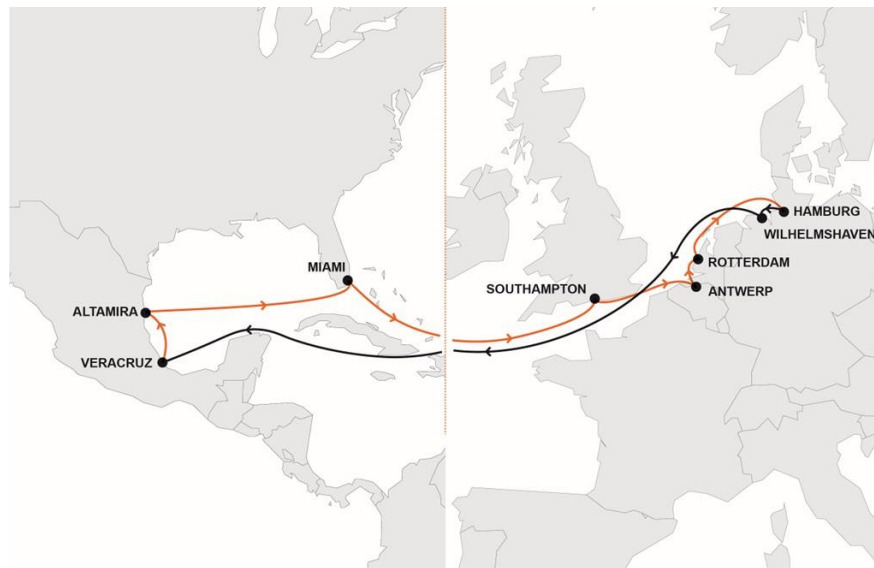 HAMBURG
WILHELMSHAVEN
ROTTERDAM
MIAMI
SOUTHAMPTON
ANTWERP
ALTAMIRA
VERACRUZ